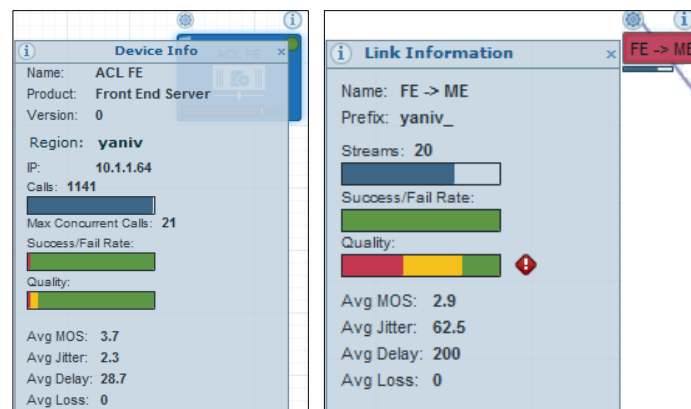 Device Info
ACL FE
Name: ACL FE
Product: Front End Server
Version: 0
Region: yaniv
IP: 10.1.1.64
Calls: 1141
Max Concurrent Calls: 21
Success/Fail Rate:
Quality:
Avg MOS: 3.7
Avg Jitter: 2.3
Avg Delay: 28.7
Avg Loss: 0
Link Information
FE -> ME
Name: FE -> ME
Prefix: yaniv_
Streams: 20
Success/Fail Rate:
Quality:
Avg MOS: 2.9
Avg Jitter: 62.5
Avg Delay: 200
Avg Loss: 0